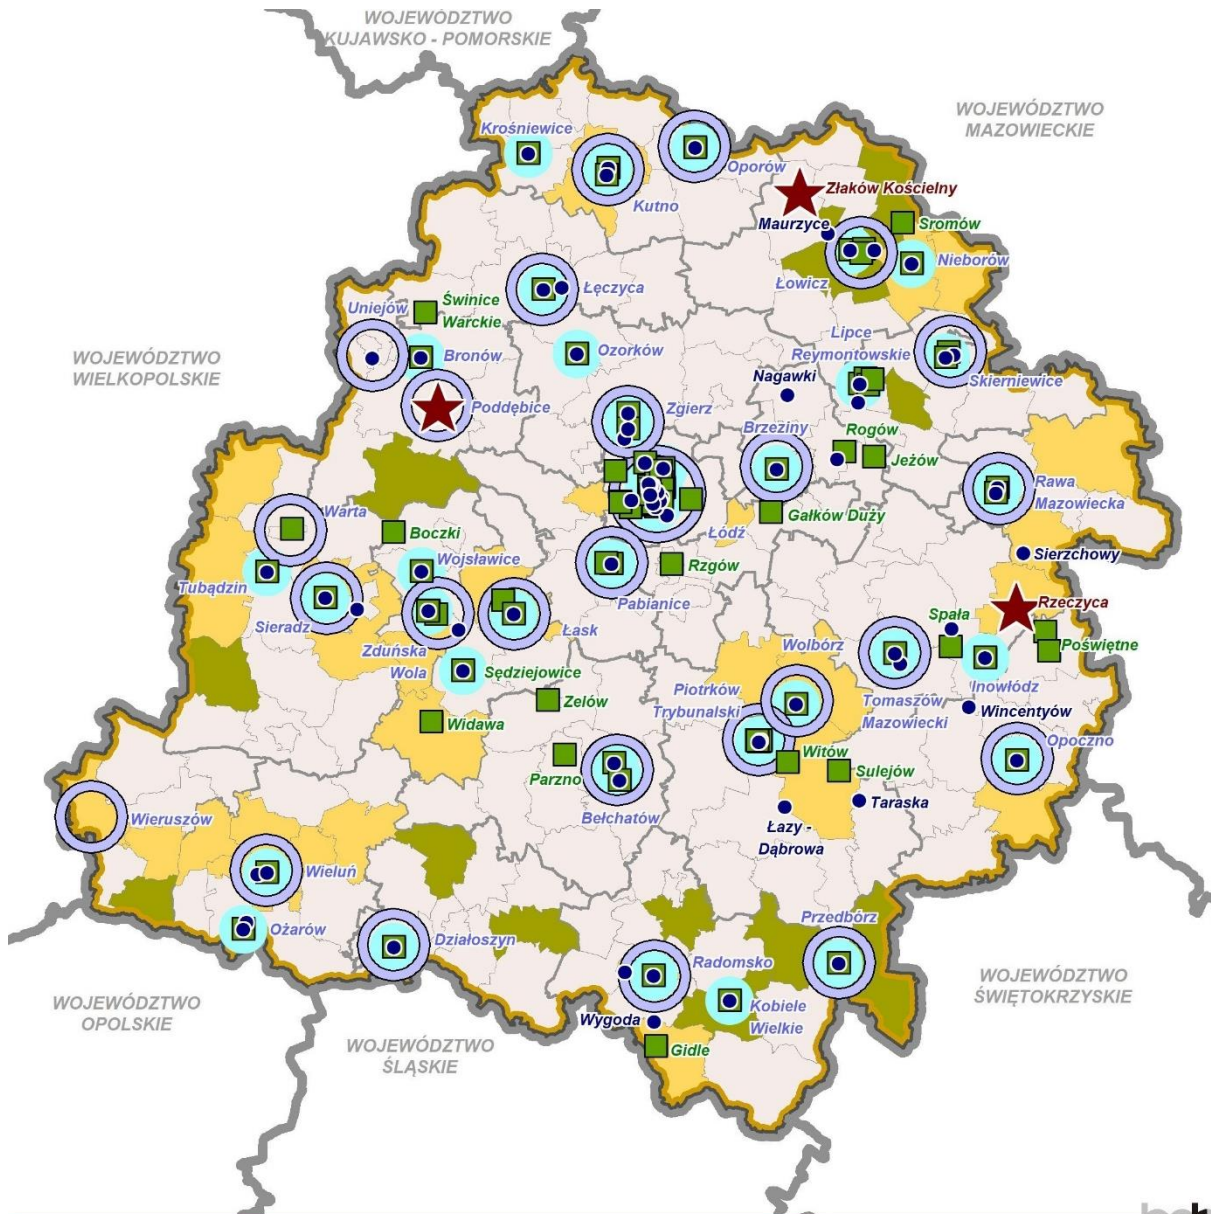 WOJEWÓDZTWO
KUJAWSKO - POMORSKIE
WOJEWÓDZTWO
MAZOWIECKIE
Krośniewice
Oporów
Kutno
Złaków Kościelny
Maurzyce
Sromów
Nieborów
Łowicz
Łęczyca
Uniejów
Świnice
Warckie
WOJEWÓDZTWO
WIELKOPOLSKIE
Bronów
Ozorków
Lipce
Reymontowskie
Nagawki
Skierniewice
Poddębice
Zgierz
Brzeziny
Rogów
Jeżów
Rawa
Mazowiecka
Warta
Boczki
Łódź
Gałków Duży
Sierzchowy
Tubądzin
Wojsławice
Rzgów
Pabianice
Sieradz
Zduńska
Wola
Łask
Rzeczyca
Spała
Poświętne
Wolbórz
Sędziejowice
Inowłódz
Piotrków
Trybunalski
Tomaszów
Mazowiecki
Zelów
Wincentyów
Widawa
Opoczno
Witów
Sulejów
Parzno
Bełchatów
Taraska
Łazy -
Dąbrowa
Wieruszów
Wieluń
Ożarów
Działoszyn
Przedbórz
Radomsko
Kobiele
Wielkie
Wygoda
Gidle
WOJEWÓDZTWO
OPOLSKIE
WOJEWÓDZTWO
ŚLĄSKIE
WOJEWÓDZTWO
ŚWIĘTOKRZYSKIE